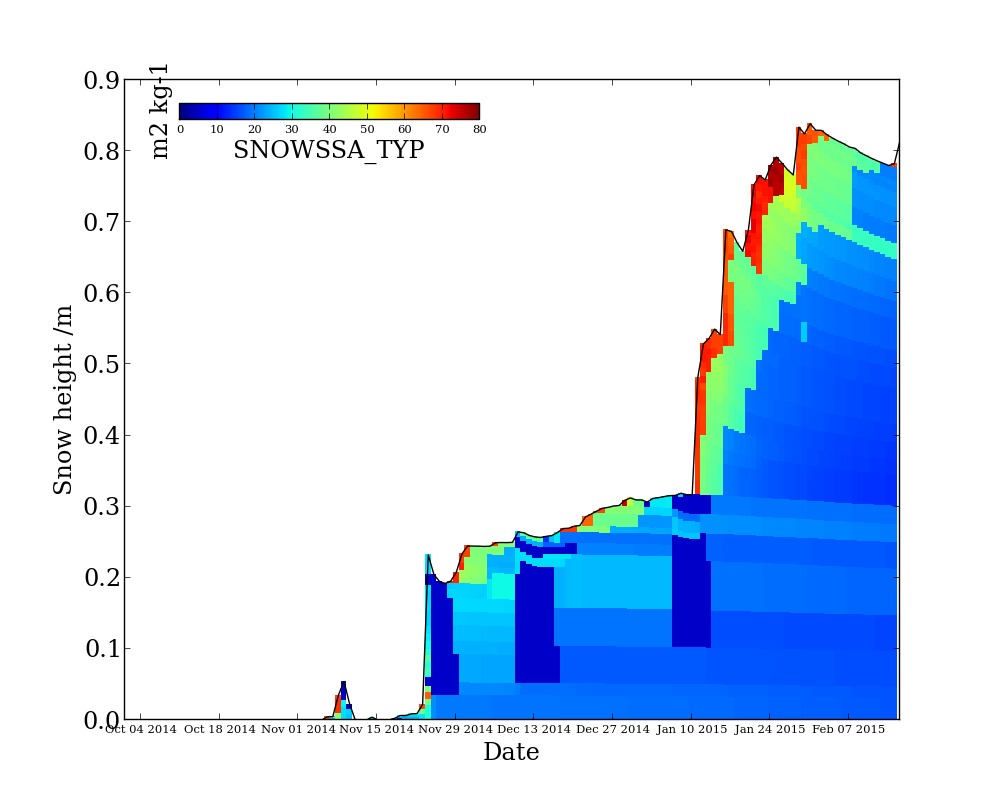 0.9
0.8
0.7
0.6
0.5
0.4
0.3
0.2
0.1
0.0
Snow height /m
m2 kg-1
0 10 20 30 40 50 60 70 80
SNOWSSA_TYP
Oct 04 2014 Oct 18 2014 Nov 01 2014 Nov 15 2014 Nov 29 2014 Dec 13 2014 Dec 27 2014 Jan 10 2015 Jan 24 2015 Feb 07 2015
Date